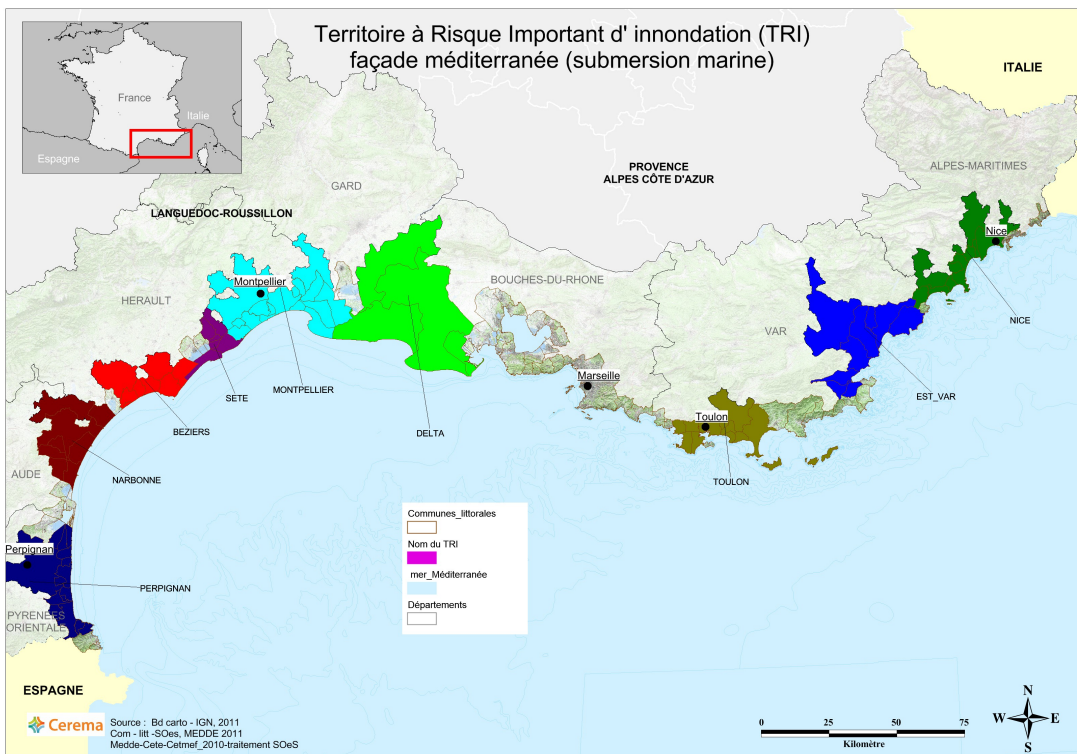 Territoire à Risque Important d' innondation (TRI)
façade méditerranée (submersion marine)
France
Italie
Espagne
ITALIE
PROVENCE
ALPES CÔTE D'AZUR
ALPES-MARITIMES
GARD
LANGUEDOC-ROUSSILLON
Nice
Montpellier
BOUCHES-DU-RHONE
HERAULT
NICE
VAR
Marseille
SETE
MONTPELLIER
EST_VAR
Toulon
BEZIERS
DELTA
AUDE
NARBONNE
TOULON
Communes_littorales
Nom du TRI
mer_Méditerranée
Départements
Perpignan
PERPIGNAN
PYRENEES
ORIENTALE
ESPAGNE
Cerema
Source : Bd carto - IGN, 2011
Com - litt -SOes, MEDDE 2011
Medde-Cete-Cetmef_2010-traitement SOeS
0 25 50 75
Kilomètre
N
W E
S